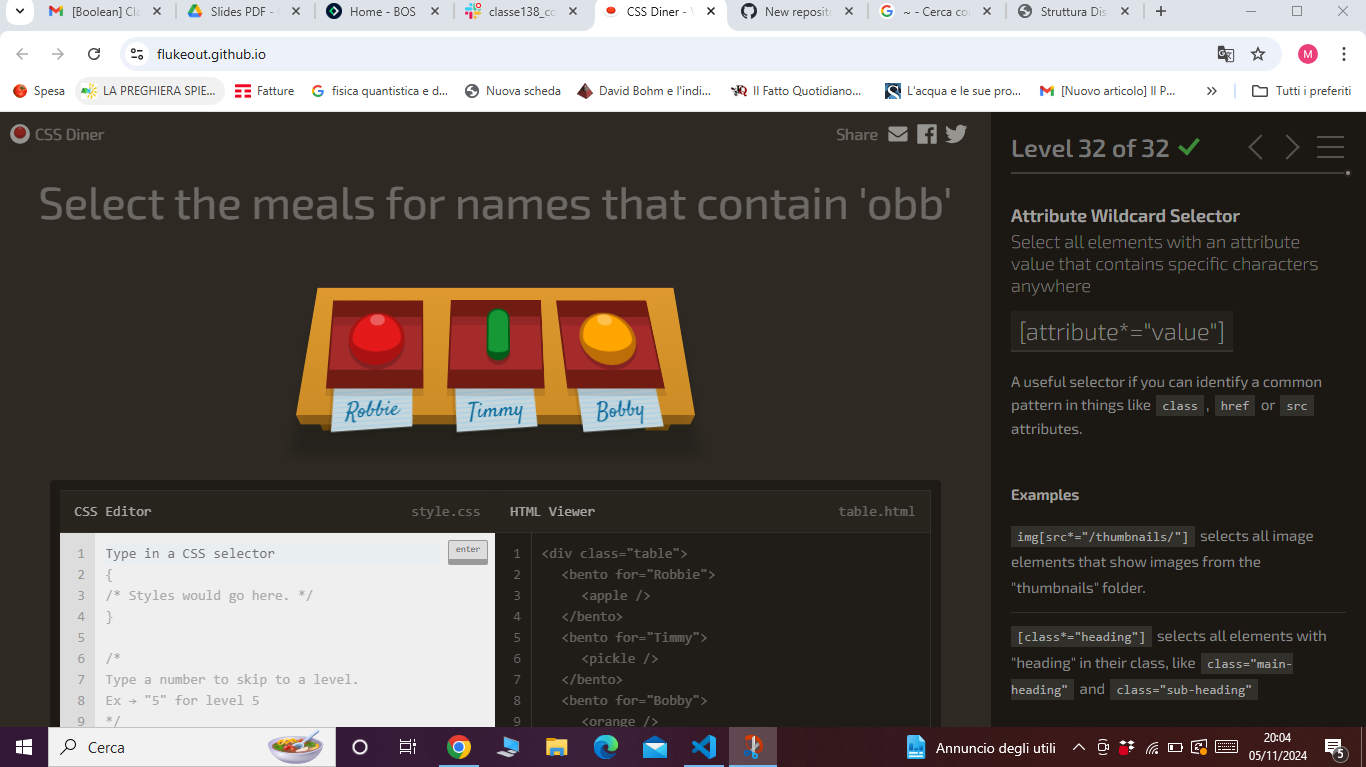 [Boolean] Cla
Slides PDF -
Home - BOS
classe138_co
CSS Diner -
New reposit
~ - Cerca co
Struttura Dis
flukeout.github.io
M
Spesa
LA PREGHIERA SPIE...
Fatture
fisica quantistica e d...
Nuova scheda
David Bohm e l'indi...
Il Fatto Quotidiano...
L'acqua e le sue pro...
[Nuovo articolo] Il P...
Tutti i preferiti
CSS Diner
Share
Select the meals for names that contain 'obb'
Robbie
Timmy
Bobby
CSS Editor
style.css
1 Type in a CSS selector
enter
2 {
3 /* Styles would go here. */
4 }
5
6 /*
7 Type a number to skip to a level.
8 Ex → "5" for level 5
9 */
HTML Viewer
table.html
1 <div class="table">
2 <bento for="Robbie">
3 <apple />
4 </bento>
5 <bento for="Timmy">
6 <pickle />
7 </bento>
8 <bento for="Bobby">
9 <orange />
Level 32 of 32
Attribute Wildcard Selector
Select all elements with an attribute
value that contains specific characters
anywhere
[attribute*="value"]
A useful selector if you can identify a common
pattern in things like class , href or src
attributes.
Examples
img[src*="/thumbnails/"] selects all image
elements that show images from the
"thumbnails" folder.
[class*="heading"] selects all elements with
"heading" in their class, like class="main-
heading" and class="sub-heading"
Cerca
Annuncio degli utili
20:04
05/11/2024
5